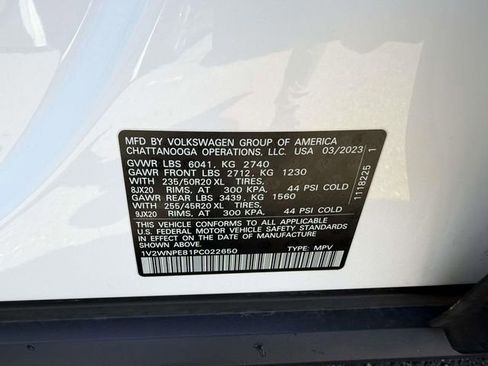 MFD BY VOLKSWAGEN GROUP OF AMERICA
CHATTANOOGA OPERATIONS, LLC. USA 03/2023
GVWR LBS 6041, KG 2740
GAWR FRONT LBS 2712, KG 1230
235/50R20 XL TIRES,
8JX20 RIMS, AT 300 KPA, 44 PSI COLD
GAWR REAR LBS 3439, KG 1560
255/45R20 XL TIRES,
9JX20 RIMS, AT 300 KPA, 44 PSI COLD
THIS VEHICLE CONFORMS TO ALL APPLICABLE
U.S. FEDERAL MOTOR VEHICLE SAFETY STANDARDS
IN EFFECT ON THE DATE OF MANUFACTURE
SHOWN ABOVE.
1V2WNPE81PC022650 TYPE: MPV
1118225 1